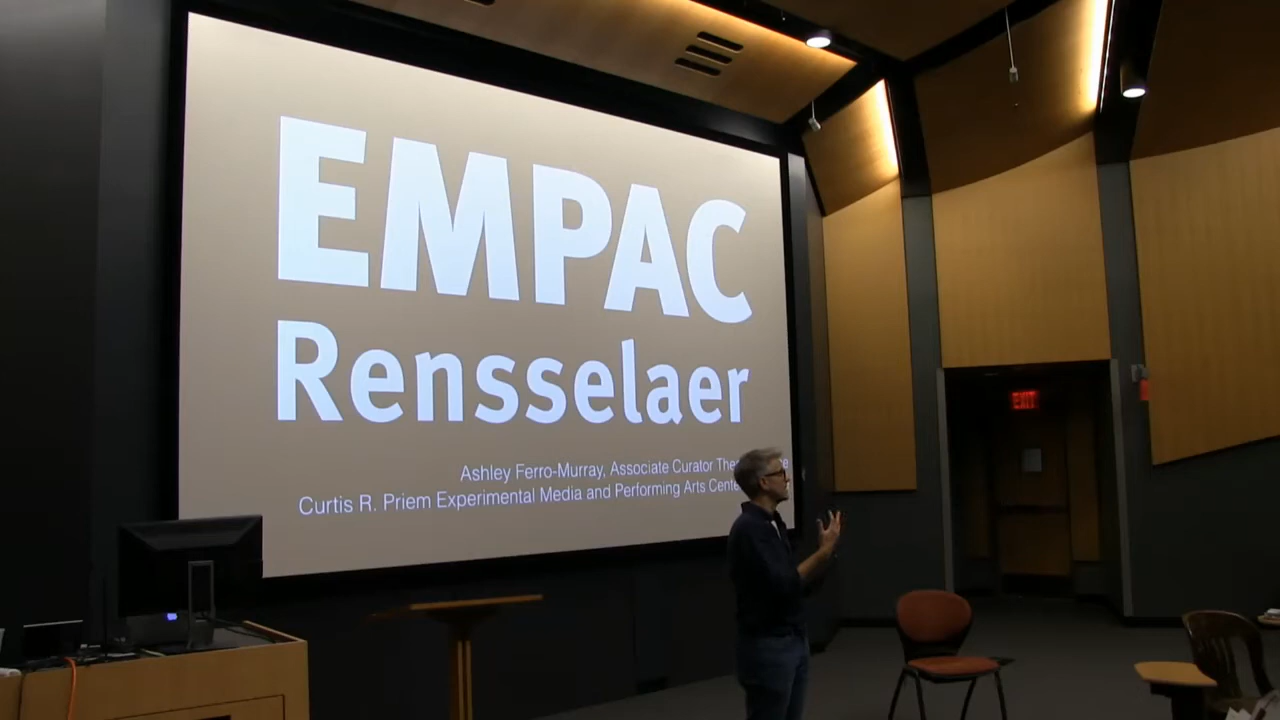 EMPAC
Rensselaer
Ashley Ferro-Murray, Associate Curator
Curtis R. Priem Experimental Media and Performing Arts
EXIT